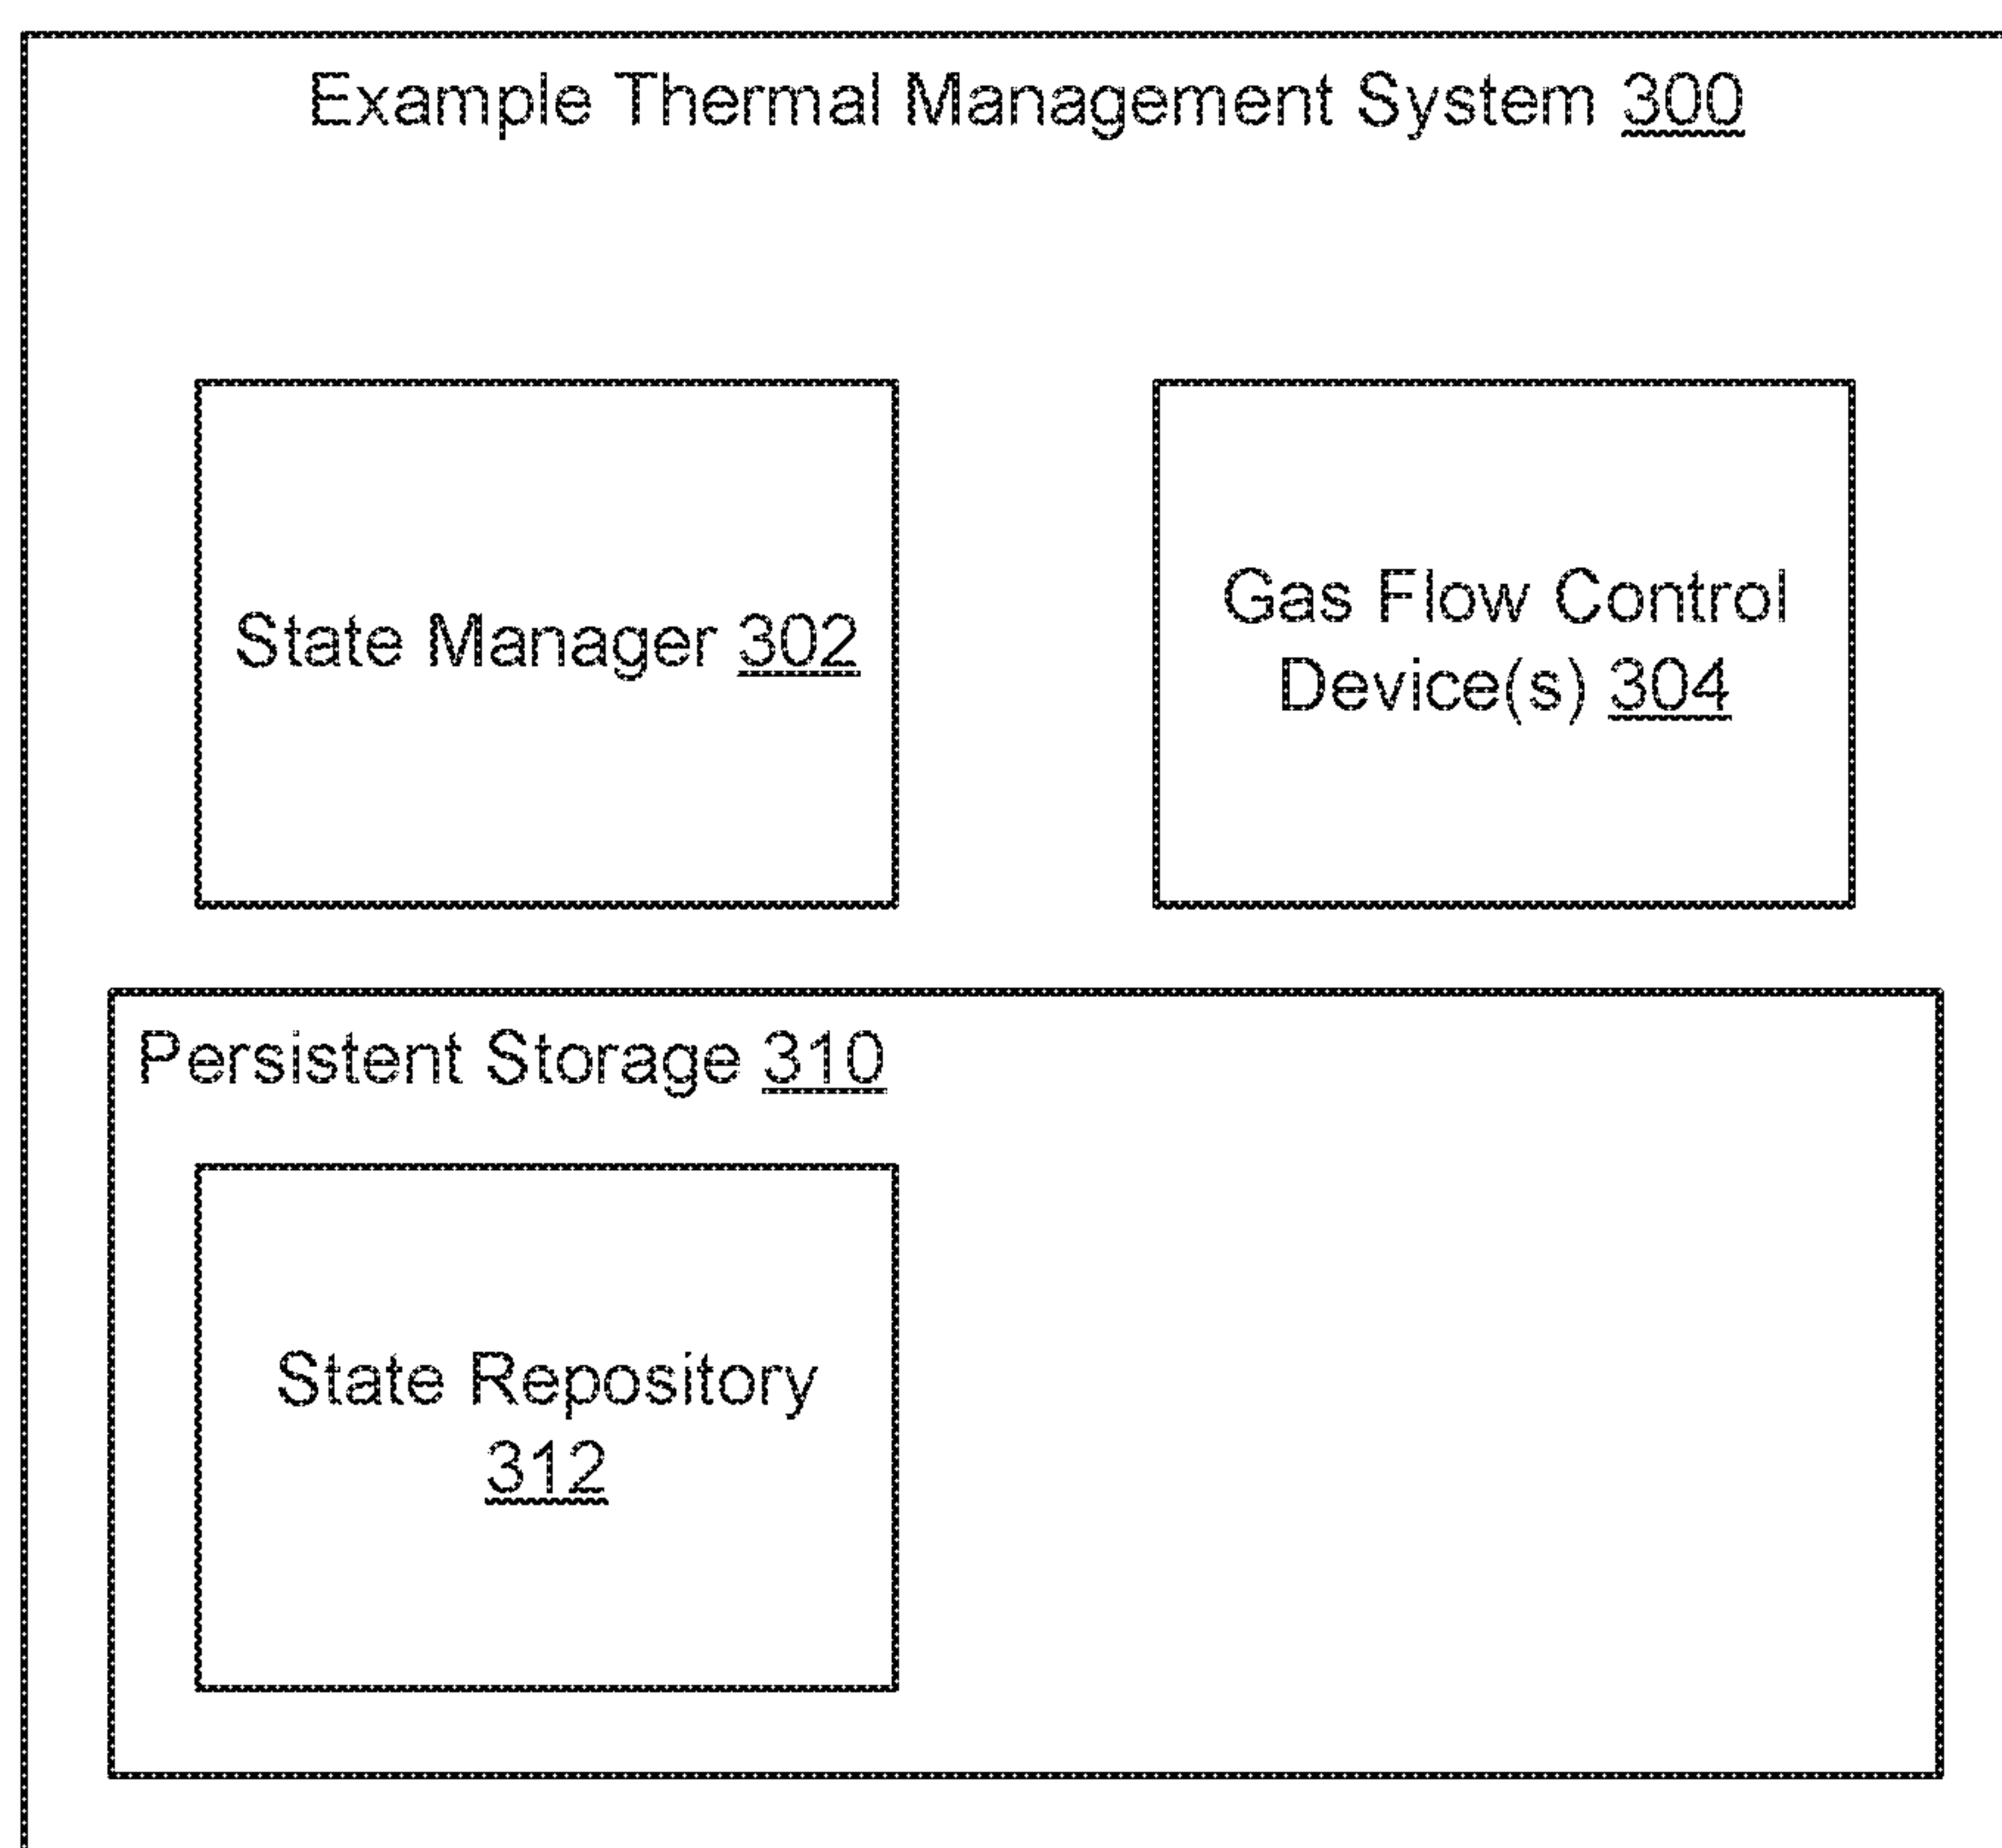 Example Thermal Management System 300
State Manager 302
Gas Flow Control
Device(s) 304
Persistent Storage 310
State Repository
312